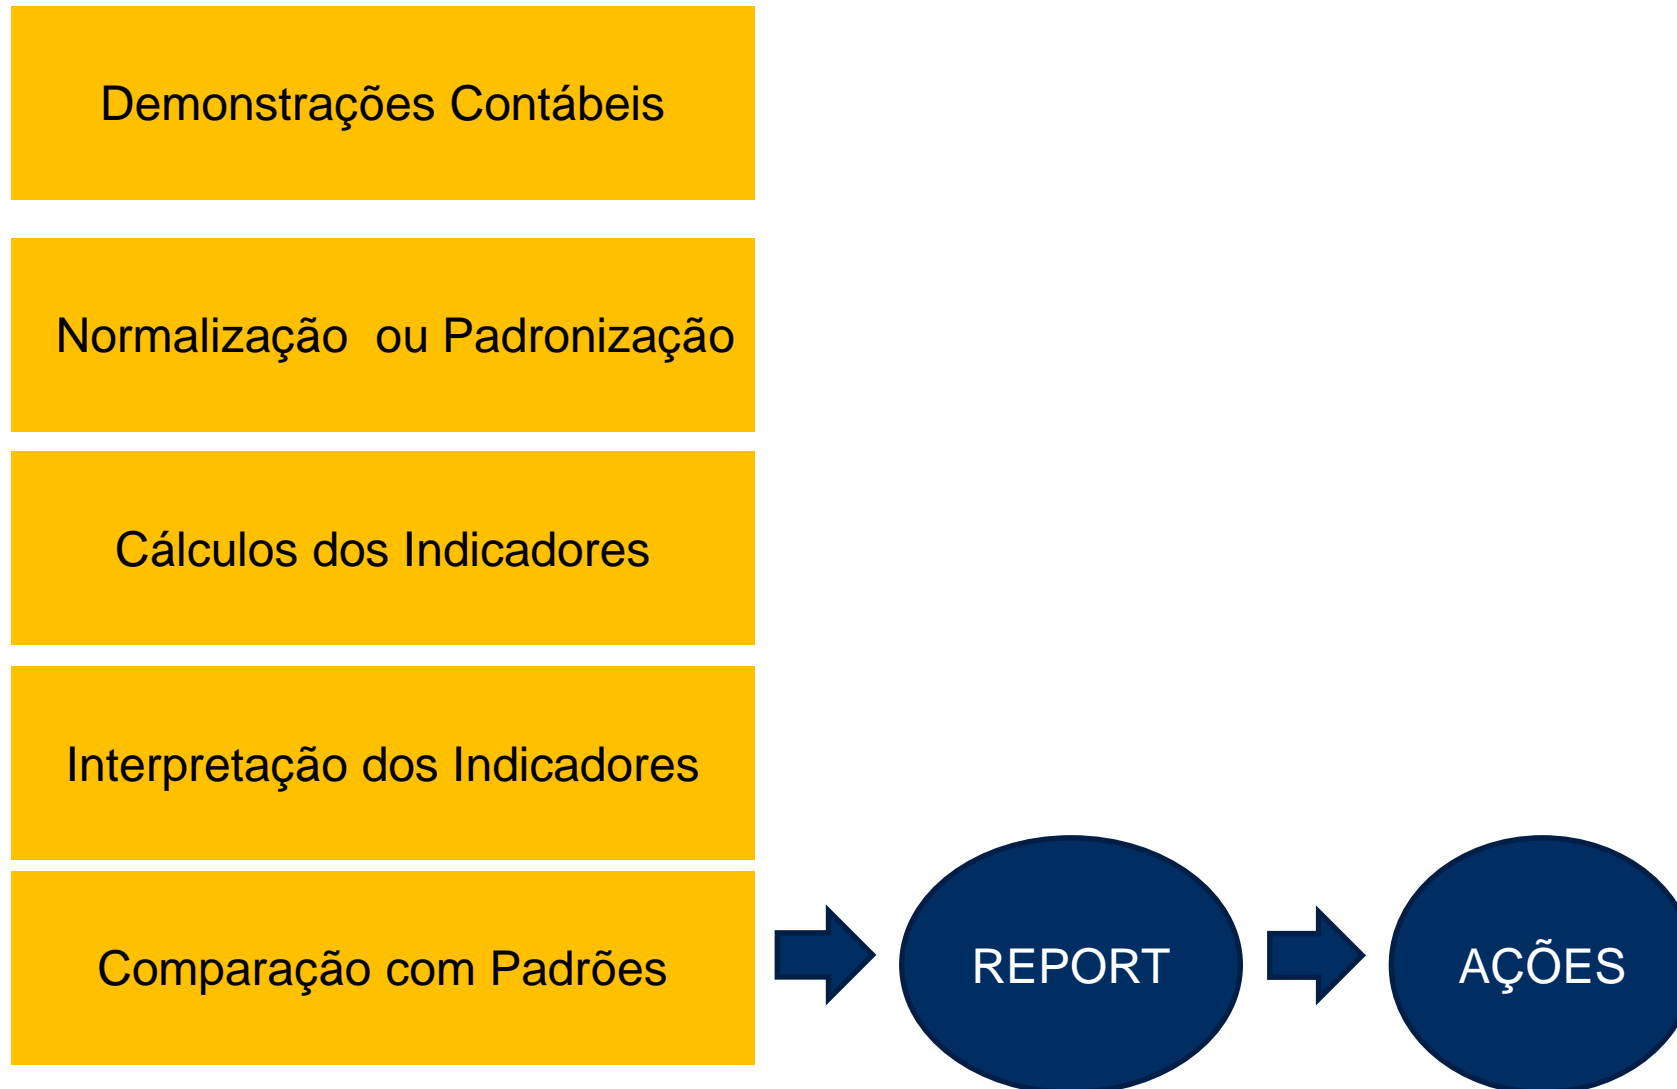 Demonstrações Contábeis
Normalização  ou Padronização
Cálculos dos Indicadores
Interpretação dos Indicadores
Comparação com Padrões
REPORT
AÇÕES